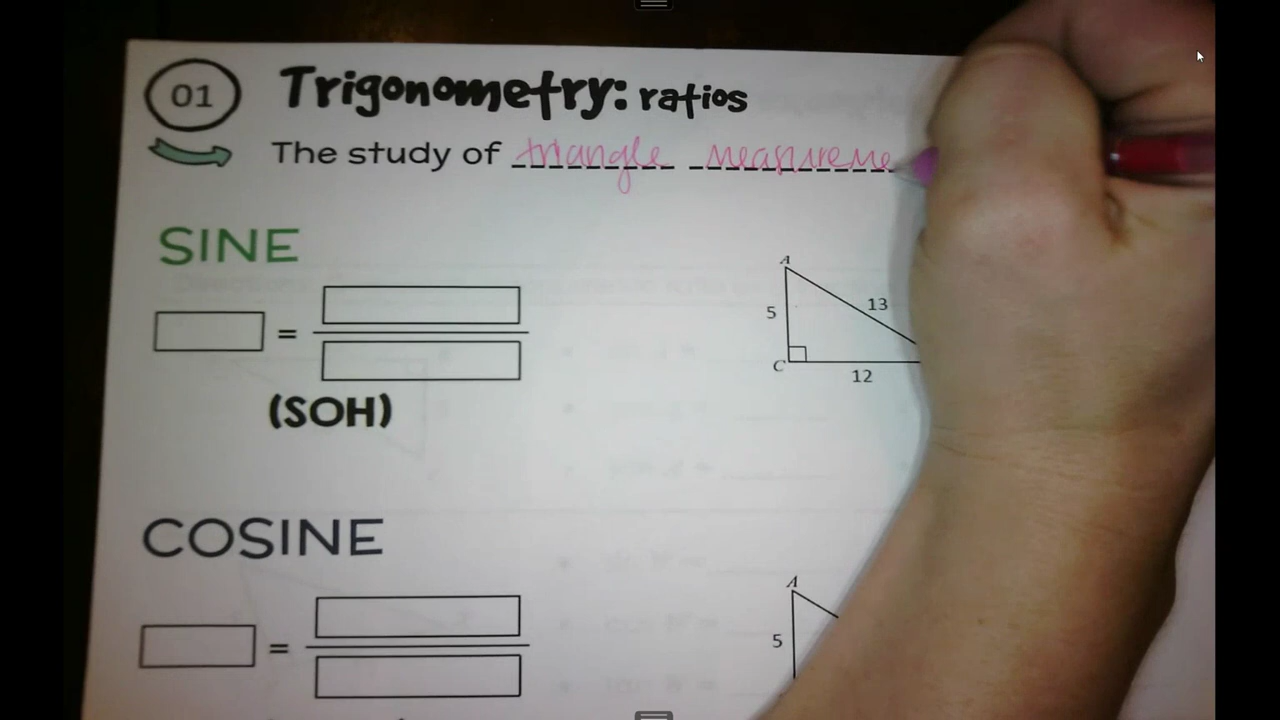 01 Trigonometry: ratios
The study of triangle measureme
SINE
A
5
13
=
C
12
(SOH)
COSINE
A
5
=